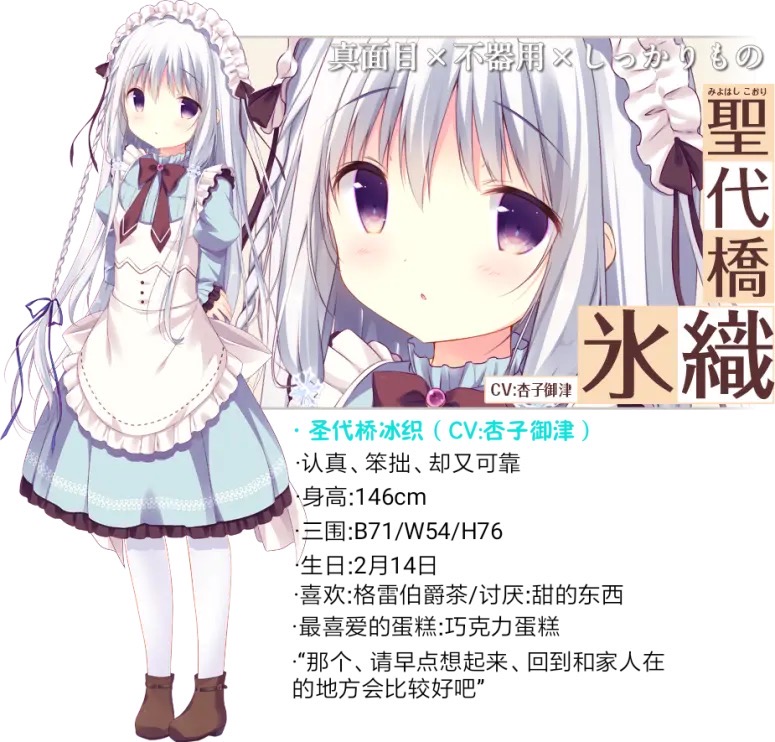 真面目×不器用×しっかりもの
みよはし こおり
聖代橋
氷織
CV:杏子御津
·圣代桥冰织（CV:杏子御津）
·认真、笨拙、却又可靠
·身高:146cm
·三围:B71/W54/H76
·生日:2月14日
·喜欢:格雷伯爵茶/讨厌:甜的东西
·最喜爱的蛋糕:巧克力蛋糕
·“那个、请早点想起来、回到和家人在
的地方会比较好吧”